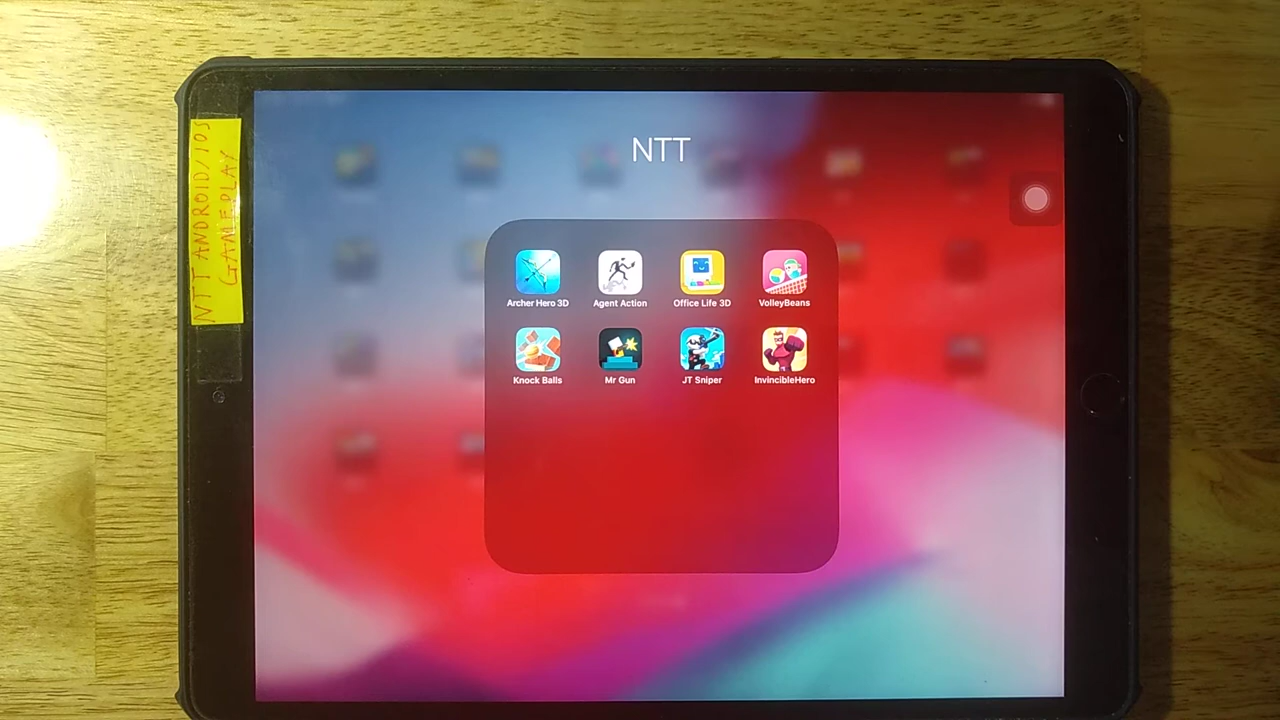 NTT ANDROID/IOS
GAMEPLAY
NTT
Archer Hero 3D
Agent Action
Office Life 3D
VolleyBeans
Knock Balls
Mr Gun
JT Sniper
InvincibleHero